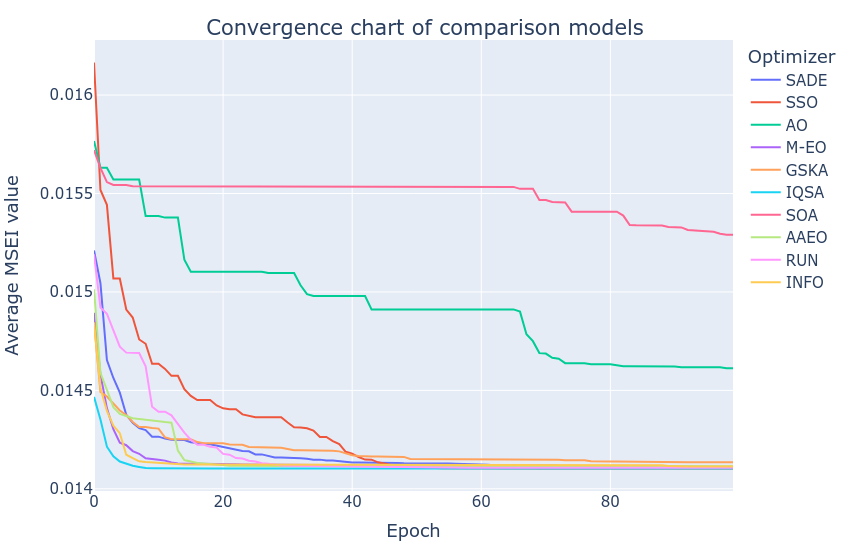 Convergence chart of comparison models
Average MSEI value
0.016
0.0155
0.015
0.0145
0.014
0
20
40
60
80
Epoch
Optimizer
SADE
SSO
AO
M-EO
GSKA
IQSA
SOA
AAEO
RUN
INFO